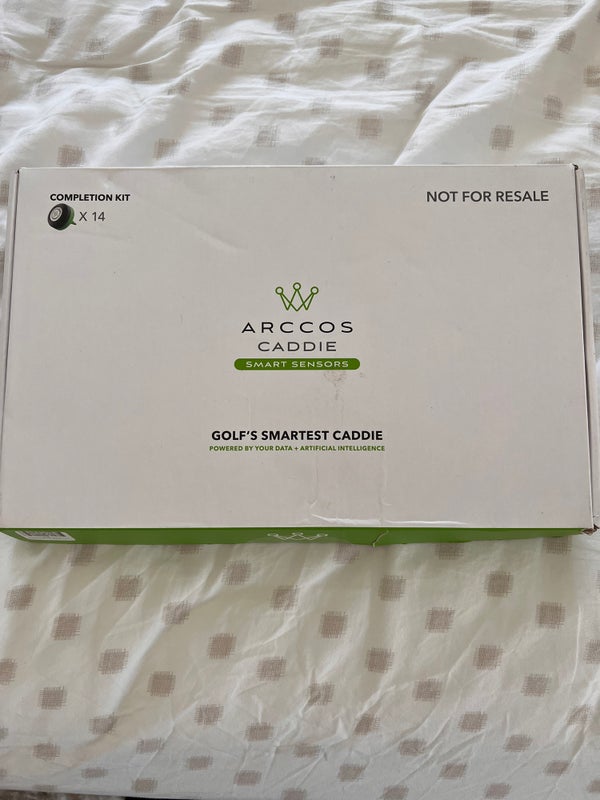 COMPLETION KIT
X 14
NOT FOR RESALE
ARCCOS
CADDIE
SMART SENSORS
GOLF'S SMARTEST CADDIE
POWERED BY YOUR DATA + ARTIFICIAL INTELLIGENCE